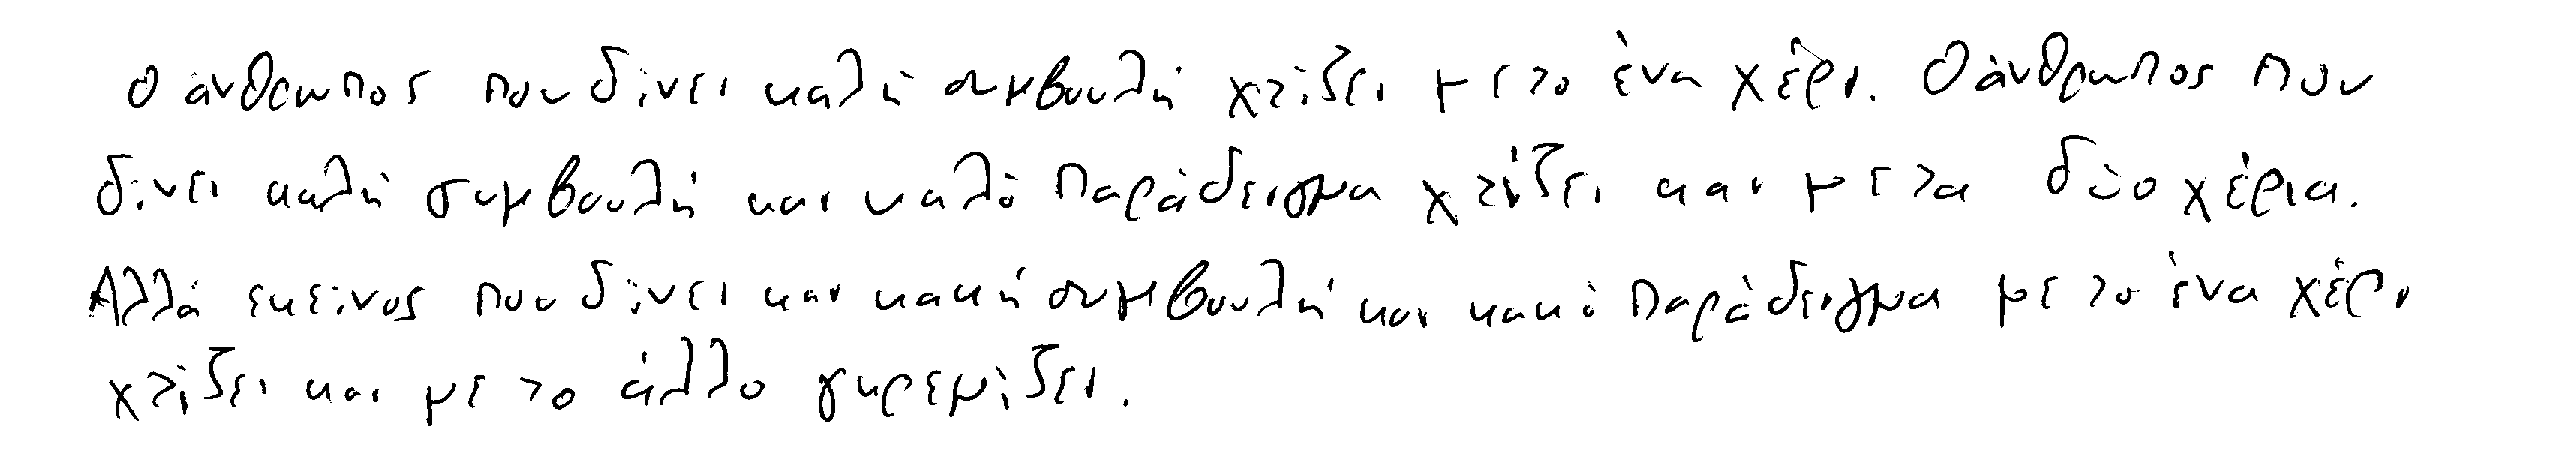 Ο άνθρωπος που δίνει καλή συμβουλή χτίζει με το ένα χέρι. Ο άνθρωπος που
δίνει καλή συμβουλή και καλό παράδειγμα χτίζει και με τα δύο χέρια.
Αλλά εκείνος που δίνει και κακή συμβουλή και κακό παράδειγμα με το ένα χέρι
χτίζει και με το άλλο γκρεμίζει.